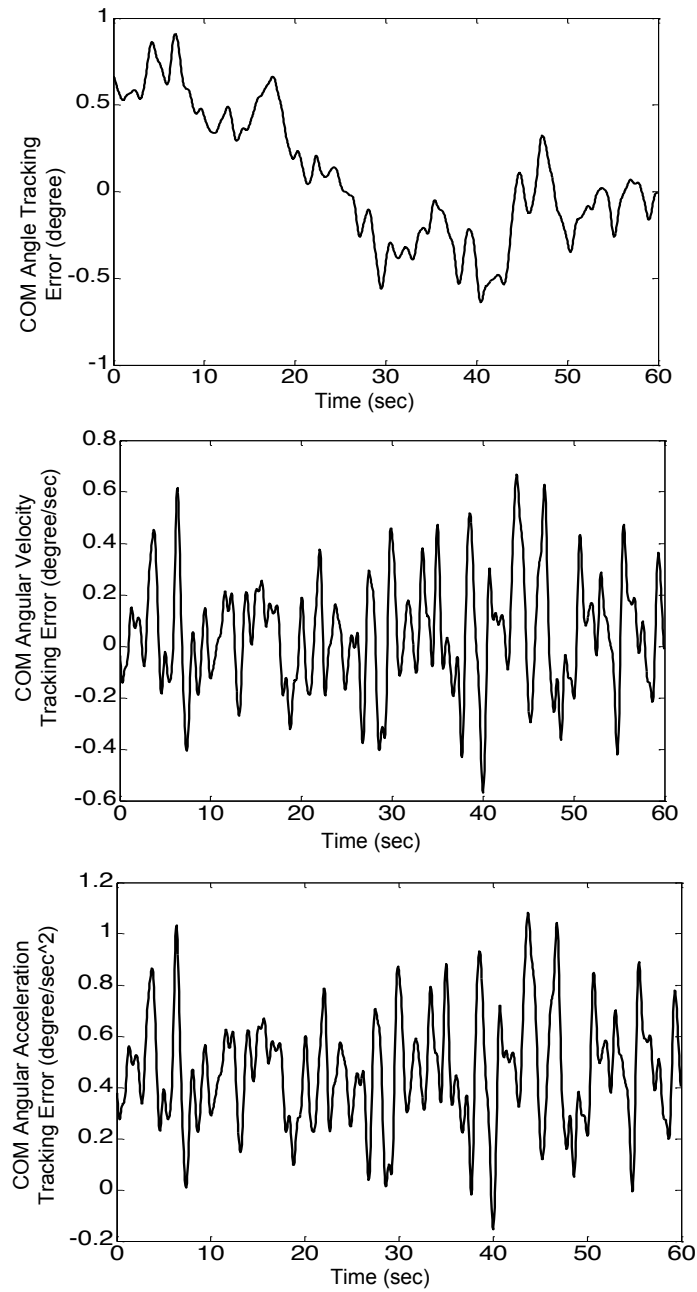 1
0.5
0
-0.5
-1
COM Angle Tracking
Error (degree)
0 10 20 30 40 50 60
Time (sec)
0.8
0.6
0.4
0.2
0
-0.2
-0.4
-0.6
COM Angular Velocity
Tracking Error (degree/sec)
0 10 20 30 40 50 60
Time (sec)
1.2
1
0.8
0.6
0.4
0.2
0
-0.2
COM Angular Acceleration
Tracking Error (degree/sec^2)
0 10 20 30 40 50 60
Time (sec)